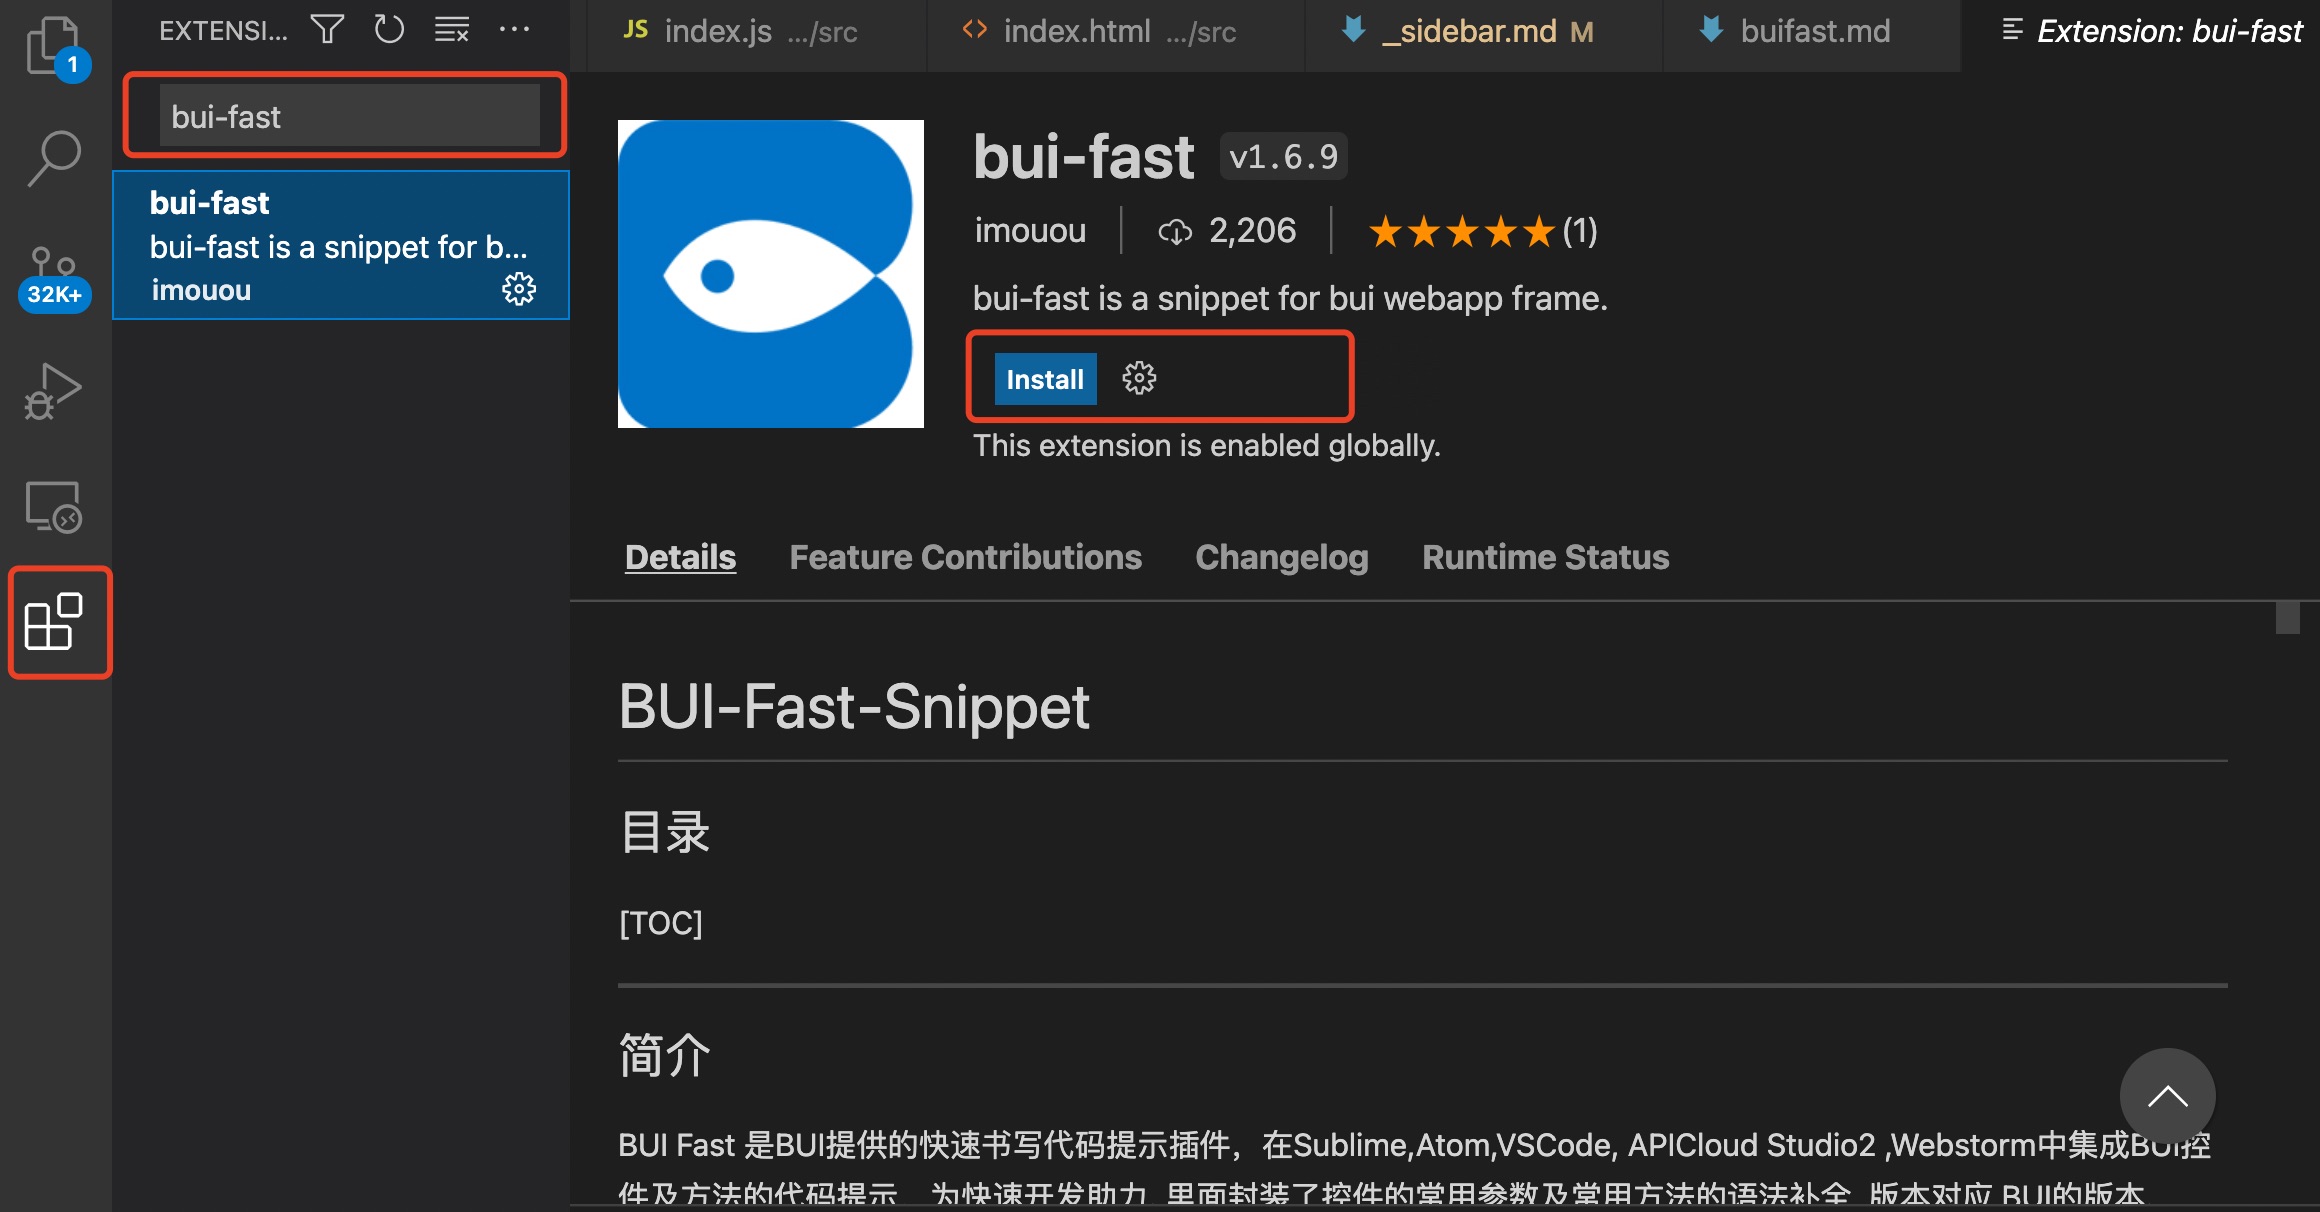 EXTENSI...
1
bui-fast
bui-fast
bui-fast is a snippet for b...
imouou
32K+
JS index.js .../src
<> index.html .../src
_sidebar.md M
buifast.md
Extension: bui-fast
bui-fast v1.6.9
imouou
2,206
★★★★★(1)
bui-fast is a snippet for bui webapp frame.
Install
This extension is enabled globally.
Details Feature Contributions Changelog Runtime Status
BUI-Fast-Snippet
目录
[TOC]
简介
BUI Fast 是BUI提供的快速书写代码提示插件，在Sublime,Atom,VSCode, APICloud Studio2 ,Webstorm中集成BUI控
件及方法的代码提示，为快速开发助力, 里面封装了控件的常用参数及常用方法的语法补全, 版本对应 BUI的版本